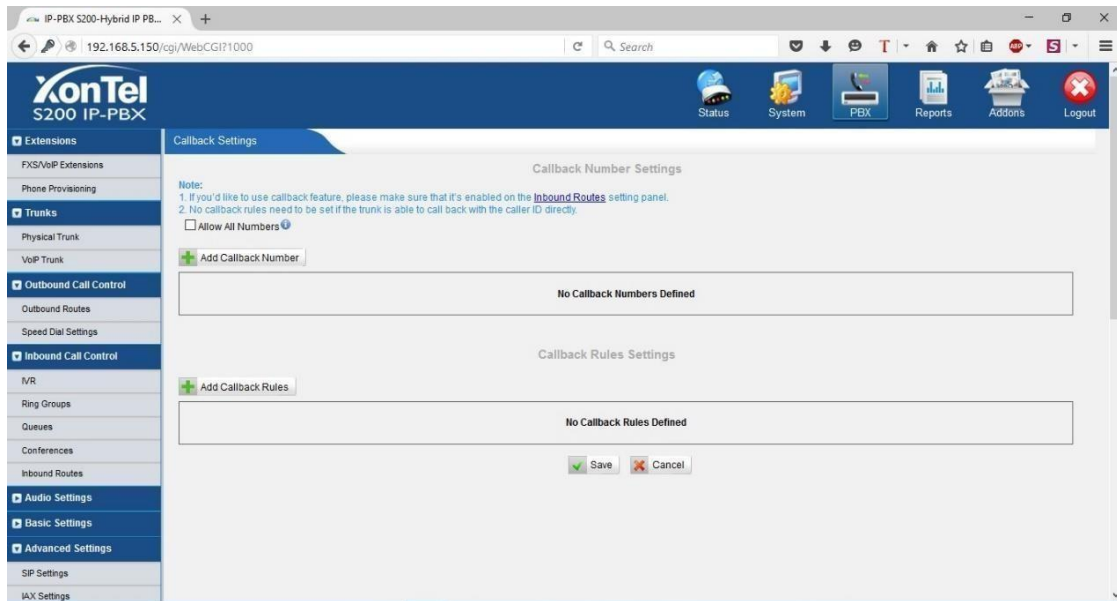 IP-PBX S200-Hybrid IP PB...
192.168.5.150/cgi/WebCGI?1000
Search
T
ABP
S
XonTel
S200 IP-PBX
Status
System
PBX
Reports
Addons
Logout
Extensions
FXS/VoIP Extensions
Phone Provisioning
Trunks
Physical Trunk
VoIP Trunk
Outbound Call Control
Outbound Routes
Speed Dial Settings
Inbound Call Control
IVR
Ring Groups
Queues
Conferences
Inbound Routes
Audio Settings
Basic Settings
Advanced Settings
SIP Settings
IAX Settings
Callback Settings
Callback Number Settings
Note:
1. If you'd like to use callback feature, please make sure that it's enabled on the Inbound Routes setting panel.
2. No callback rules need to be set if the trunk is able to call back with the caller ID directly.
Allow All Numbers
Add Callback Number
No Callback Numbers Defined
Callback Rules Settings
Add Callback Rules
No Callback Rules Defined
Save
Cancel